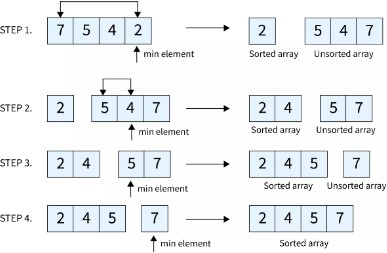 STEP 1. 7 5 4 2 2 5 4 7
min element
Sorted array Unsorted array
STEP 2. 2 5 4 7 2 4 5 7
min element
Sorted array Unsorted array
STEP 3. 2 4 5 7 2 4 5 7
min element
Sorted array Unsorted array
STEP 4. 2 4 5 7 2 4 5 7
min element
Sorted array